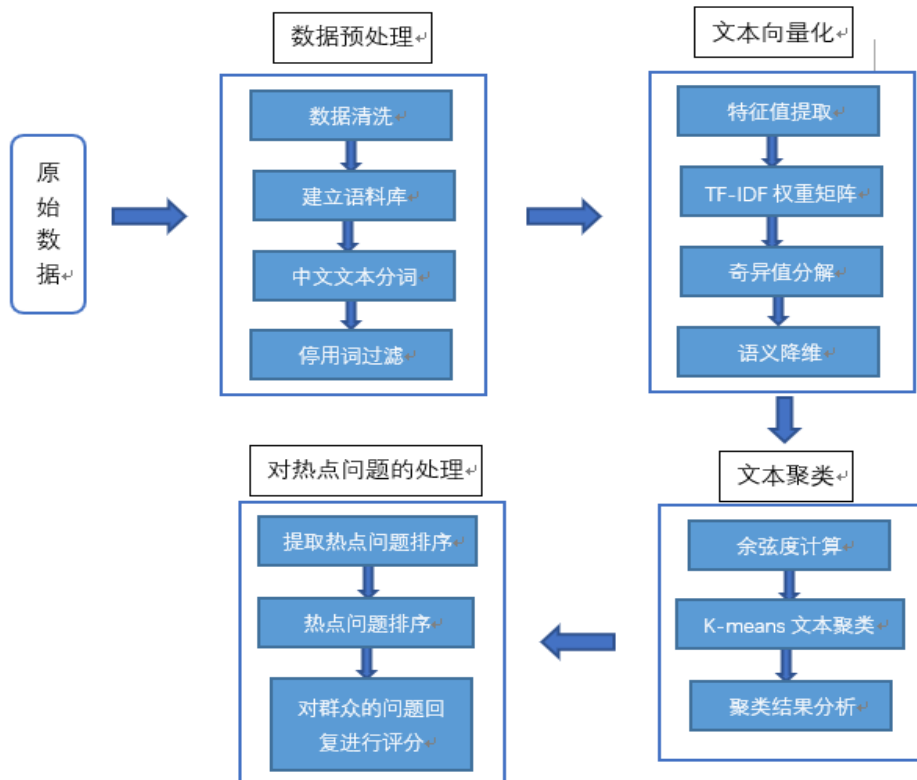 数据预处理
文本向量化
原
始
数
据
数据清洗
建立语料库
中文文本分词
停用词过滤
特征值提取
TF-IDF 权重矩阵
奇异值分解
语义降维
对热点问题的处理
文本聚类
提取热点问题排序
热点问题排序
对群众的问题回
复进行评分
余弦度计算
K-means 文本聚类
聚类结果分析